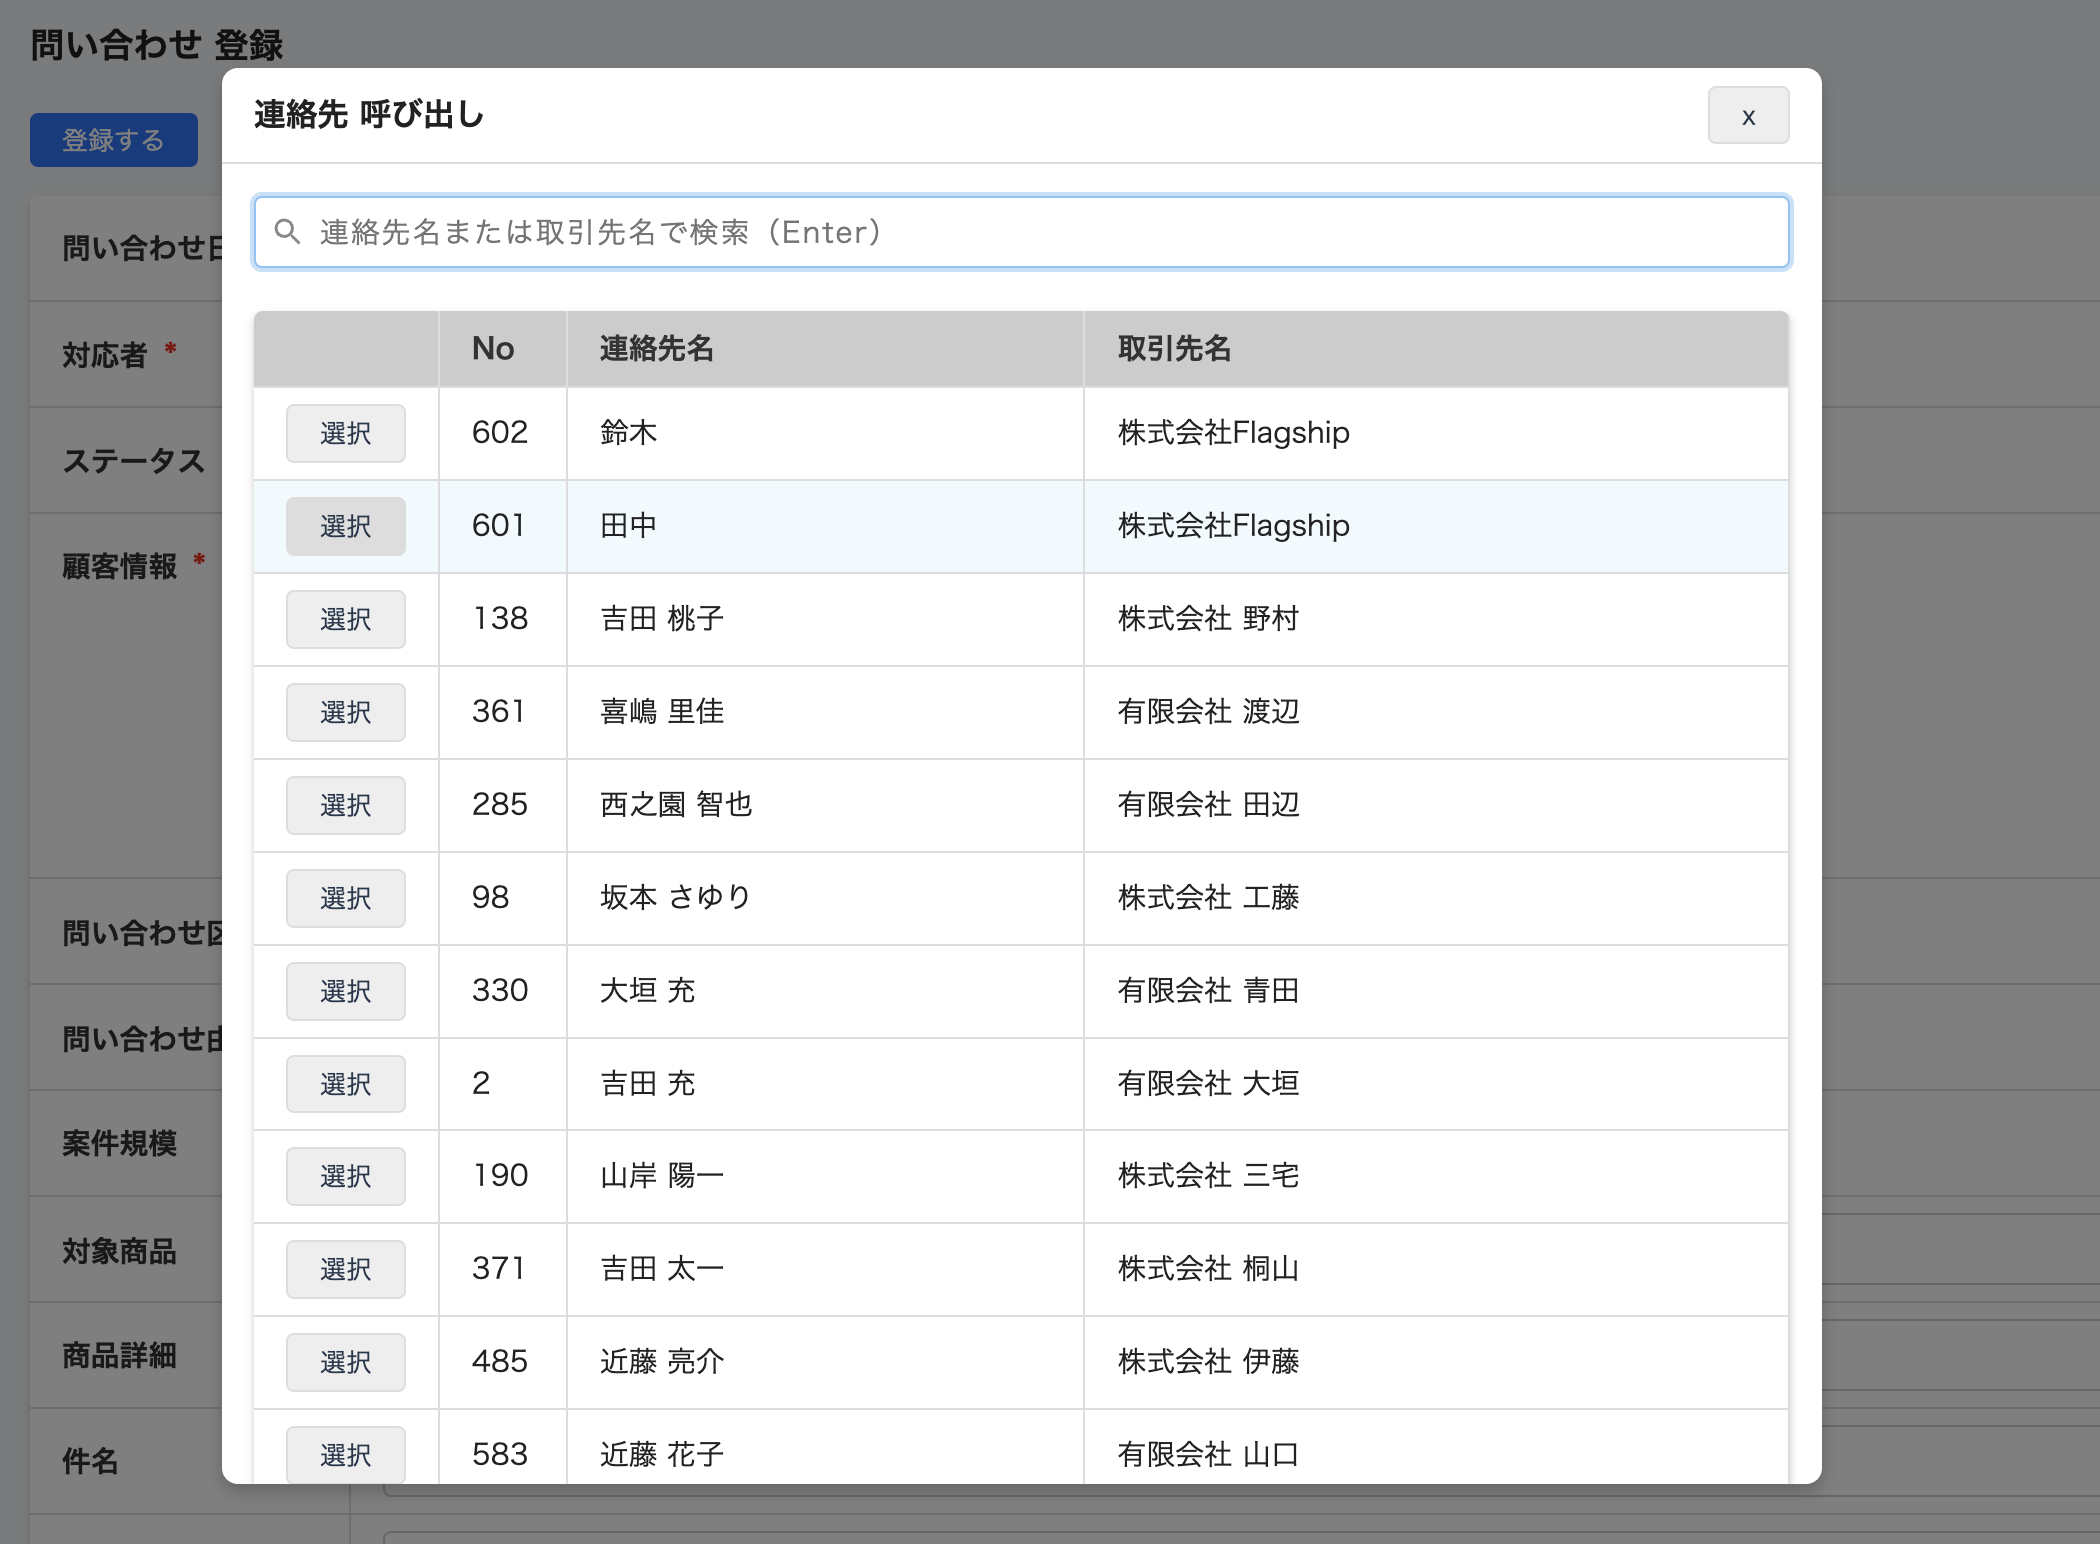 問い合わせ 登録
登録する
連絡先 呼び出し
x
連絡先名または取引先名で検索（Enter）
No 連絡先名 取引先名
選択 602 鈴木 株式会社Flagship
選択 601 田中 株式会社Flagship
選択 138 吉田 桃子 株式会社 野村
選択 361 喜嶋 里佳 有限会社 渡辺
選択 285 西之園 智也 有限会社 田辺
選択 98 坂本 さゆり 株式会社 工藤
選択 330 大垣 充 有限会社 青田
選択 2 吉田 充 有限会社 大垣
選択 190 山岸 陽一 株式会社 三宅
選択 371 吉田 太一 株式会社 桐山
選択 485 近藤 亮介 株式会社 伊藤
選択 583 近藤 花子 有限会社 山口
問い合わせ日
対応者 *
ステータス
顧客情報 *
問い合わせ区
問い合わせ由
案件規模
対象商品
商品詳細
件名